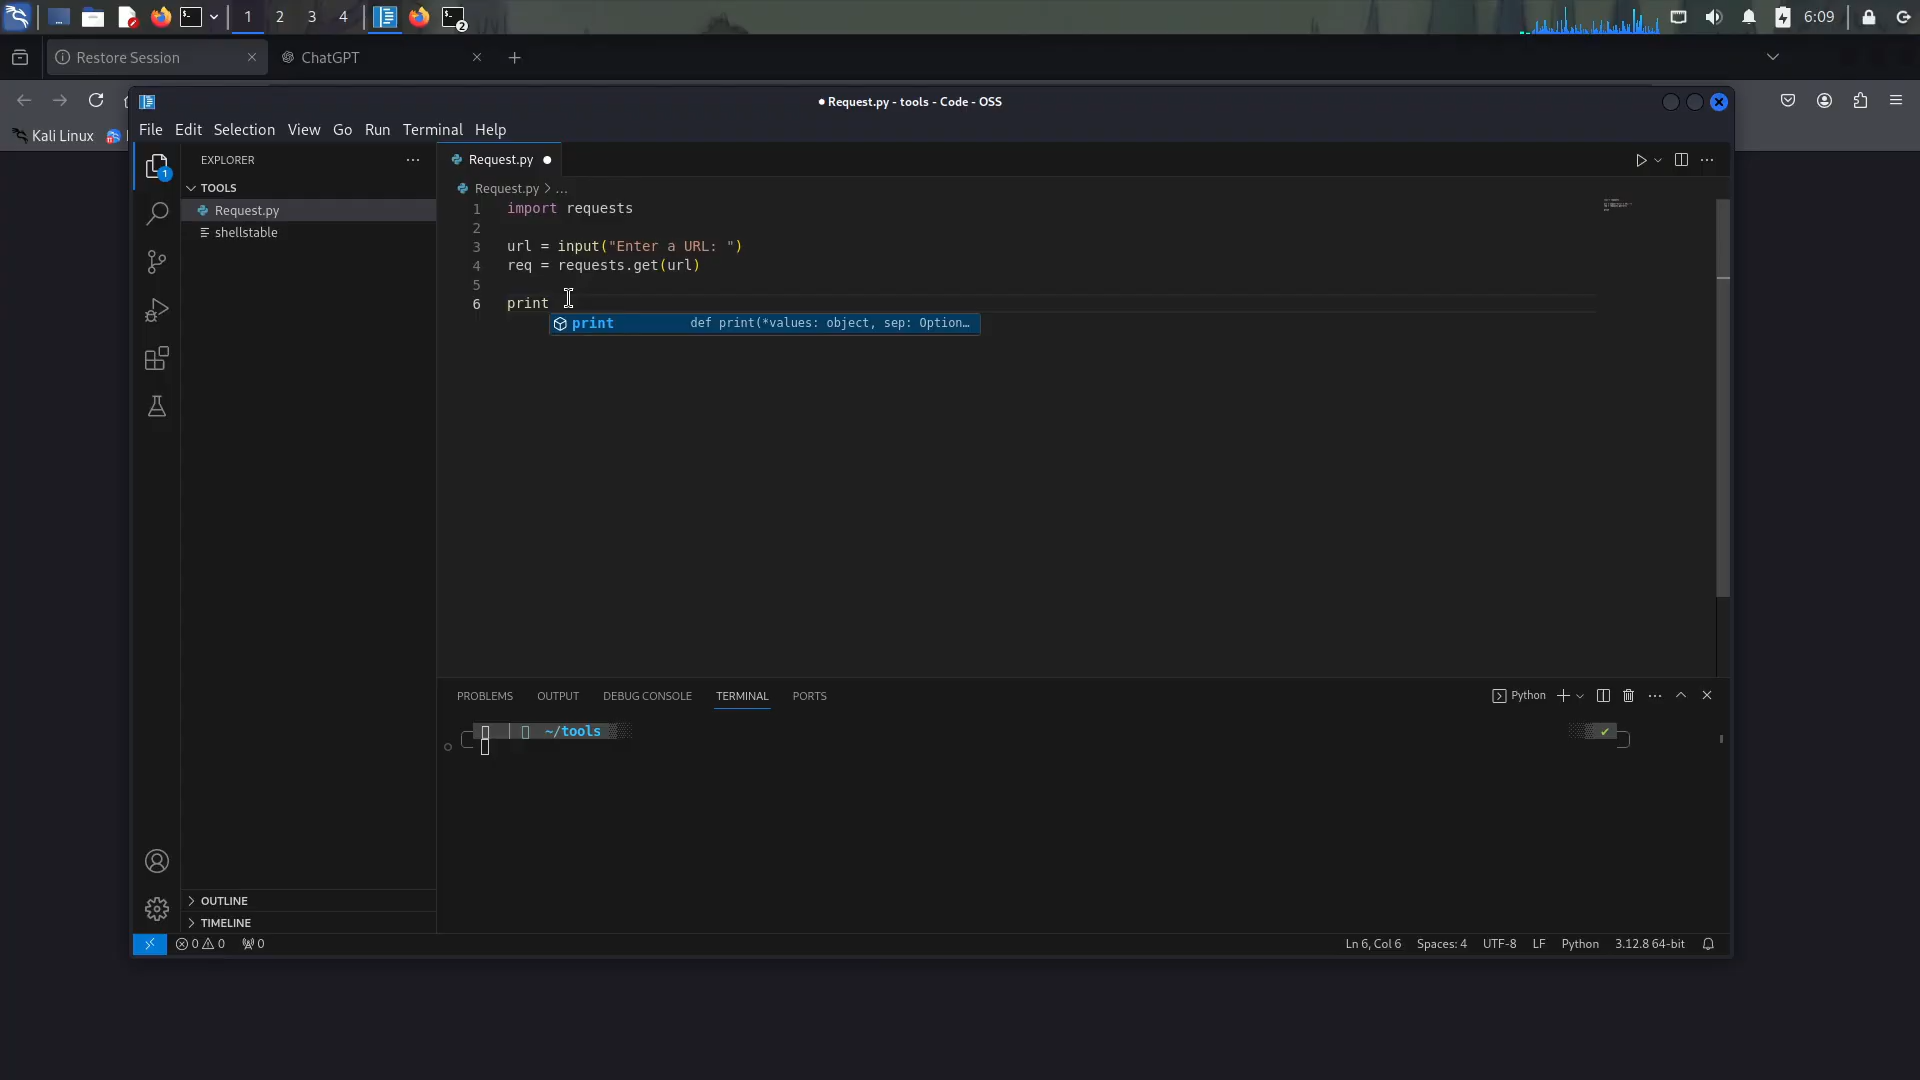 1
2
3
4
2
6:09
Restore Session
ChatGPT
Kali Linux
Request.py - tools - Code - OSS
File Edit Selection View Go Run Terminal Help
EXPLORER
Request.py
1
TOOLS
Request.py > ...
Request.py
shellstable
1 import requests
2
3 url = input("Enter a URL: ")
4 req = requests.get(url)
5
6 print
print def print(*values: object, sep: Option…
PROBLEMS OUTPUT DEBUG CONSOLE TERMINAL PORTS
Python
~/tools
OUTLINE
TIMELINE
0 0 0
Ln 6, Col 6 Spaces: 4 UTF-8 LF Python 3.12.8 64-bit